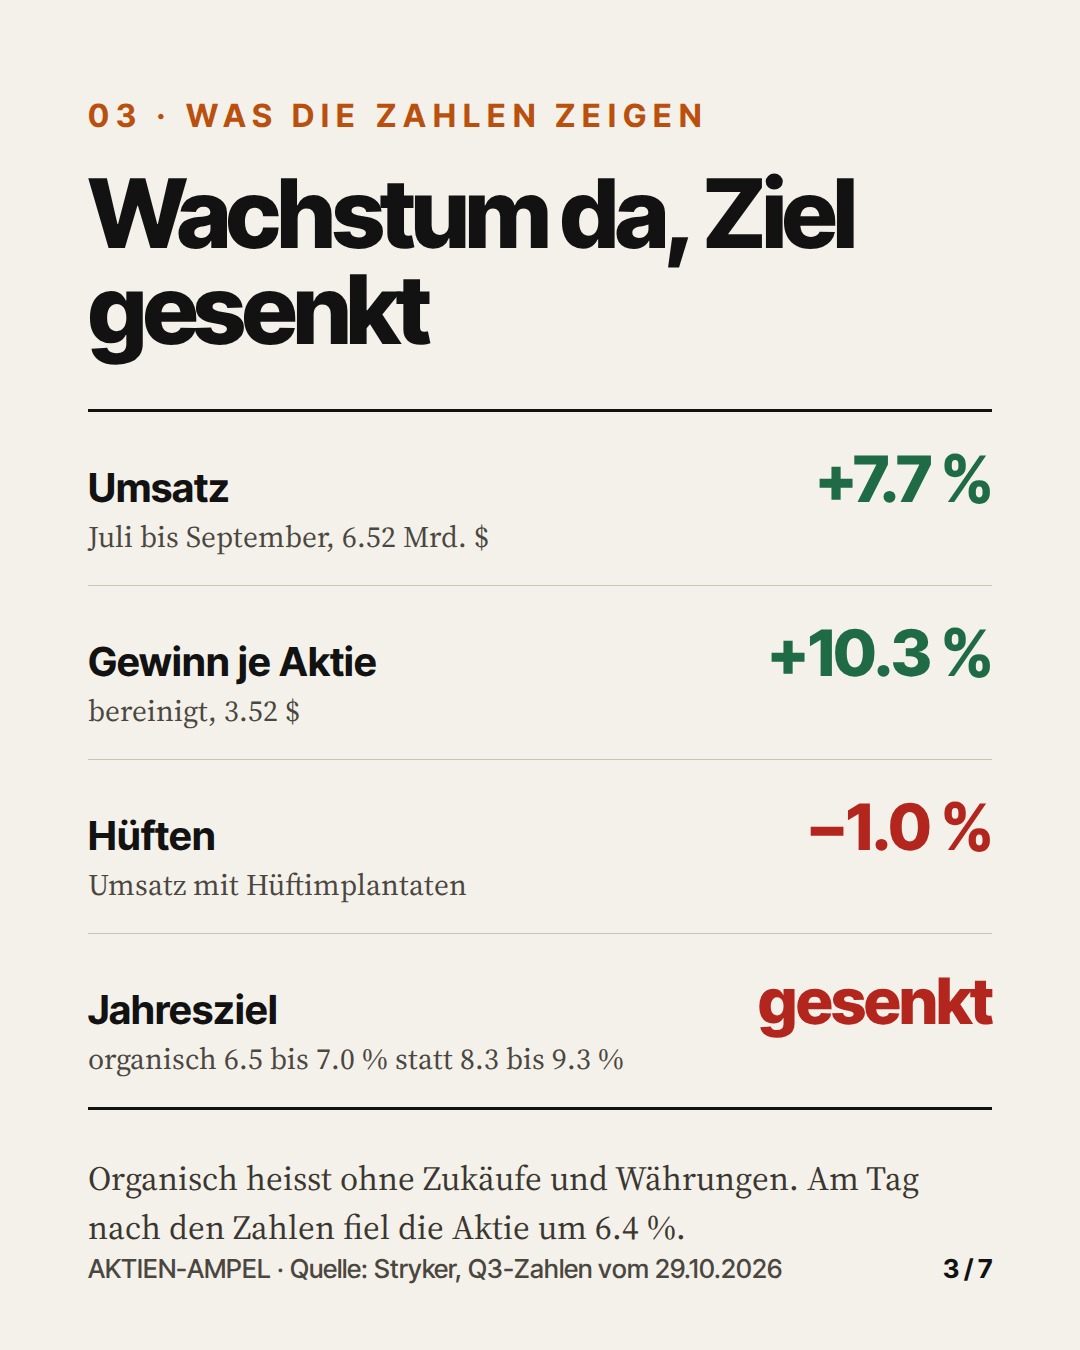 03 · WAS DIE ZAHLEN ZEIGEN
Wachstum da, Ziel
gesenkt
Umsatz
+7.7 %
Juli bis September, 6.52 Mrd. $
Gewinn je Aktie
+10.3 %
bereinigt, 3.52 $
Hüften
–1.0 %
Umsatz mit Hüftimplantaten
Jahresziel
gesenkt
organisch 6.5 bis 7.0 % statt 8.3 bis 9.3 %
Organisch heisst ohne Zukäufe und Währungen. Am Tag
nach den Zahlen fiel die Aktie um 6.4 %.
AKTIEN-AMPEL · Quelle: Stryker, Q3-Zahlen vom 29.10.2026
3 / 7